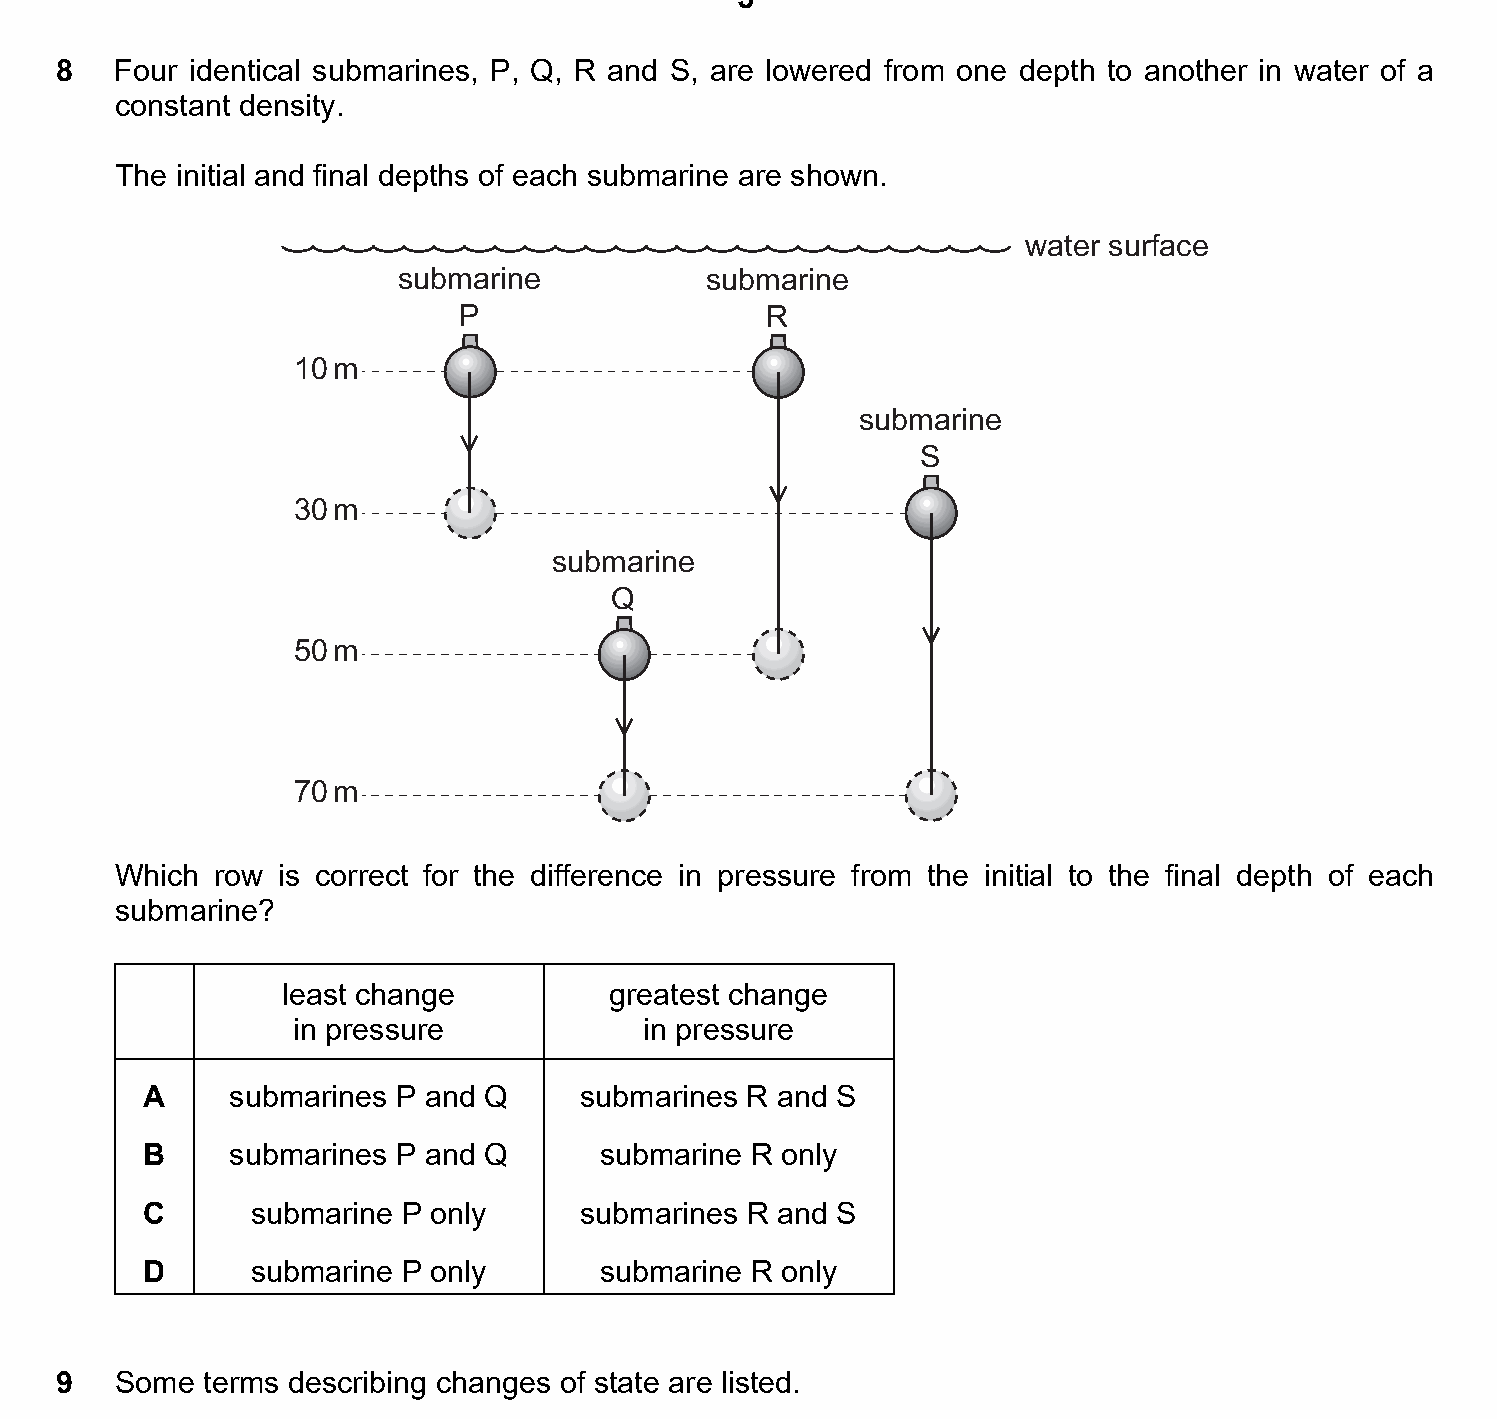 8 Four identical submarines, P, Q, R and S, are lowered from one depth to another in water of a
constant density.
The initial and final depths of each submarine are shown.
water surface
submarine submarine
P R
10 m
submarine
S
30 m
submarine
Q
50 m
70 m
Which row is correct for the difference in pressure from the initial to the final depth of each
submarine?
least change greatest change
in pressure in pressure
A submarines P and Q submarines R and S
B submarines P and Q submarine R only
C submarine P only submarines R and S
D submarine P only submarine R only
9 Some terms describing changes of state are listed.